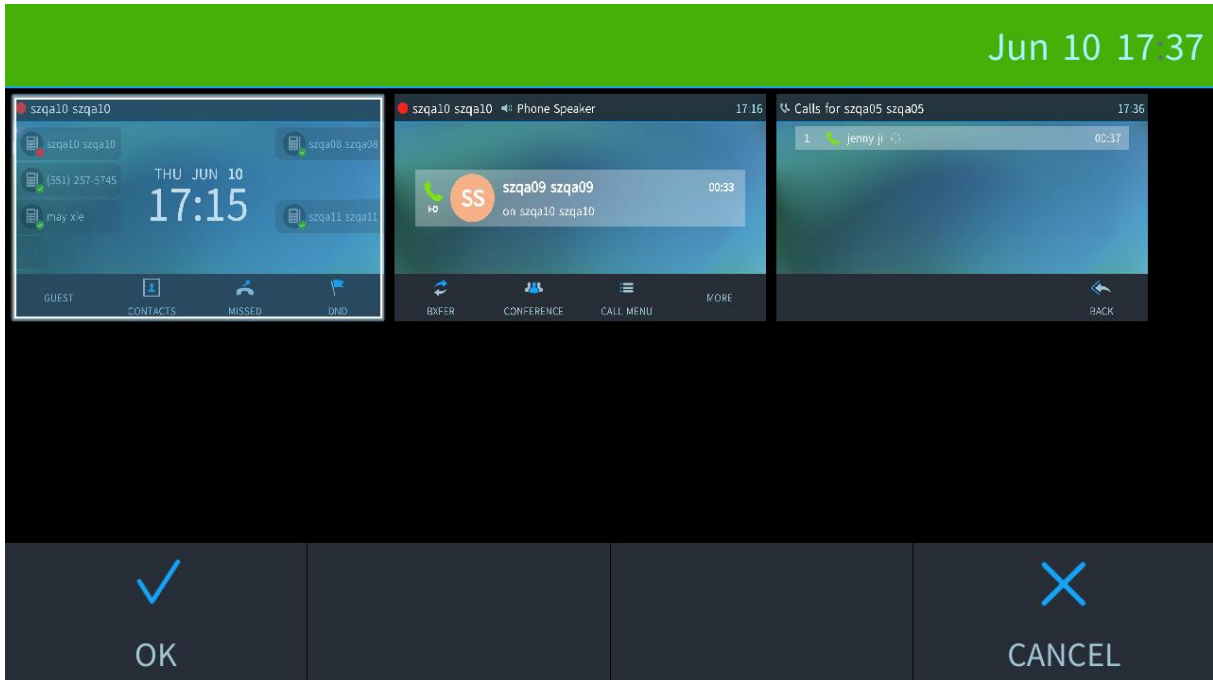 Jun 10 17:37
szqa10 szqa10
szqa10 szqa10
szqa08 szqa08
(551) 257-5745
THU JUN 10
17:15
may xie
szqa11 szqa11
GUEST
CONTACTS
MISSED
DND
szqa10 szqa10 Phone Speaker 17:16
SS
szqa09 szqa09 00:33
HD
on szqa10 szqa10
BXFER
CONFERENCE
CALL MENU
MORE
Calls for szqa05 szqa05 17:36
1 jenny ji 00:37
BACK
OK
CANCEL